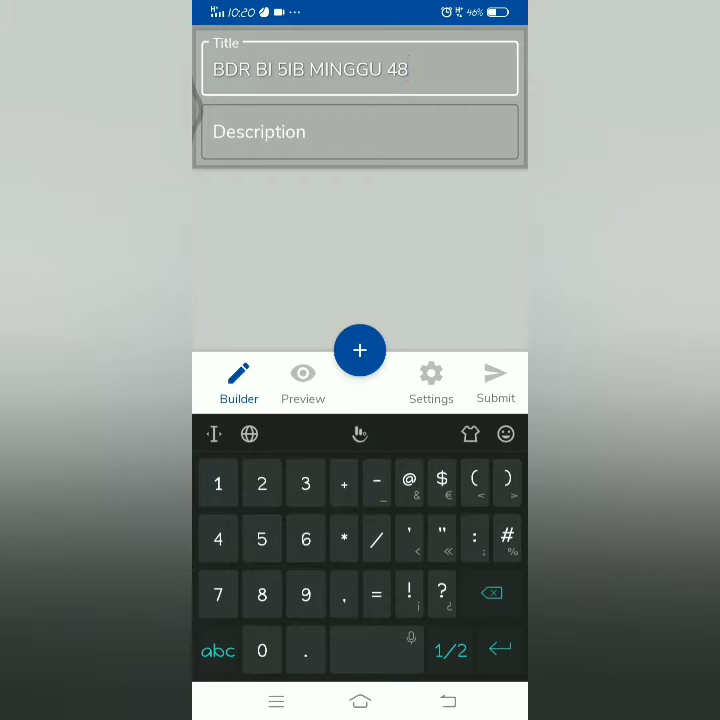 10:20
46%
Title
BDR BI 5IB MINGGU 48
Description
+
Builder Preview Settings Submit
1 2 3 + - _ @ & $ € ( < ) >
4 5 6 * / ' < " « : ; # %
7 8 9 , = ! ¡ ? ¿
abc 0 . 1/2